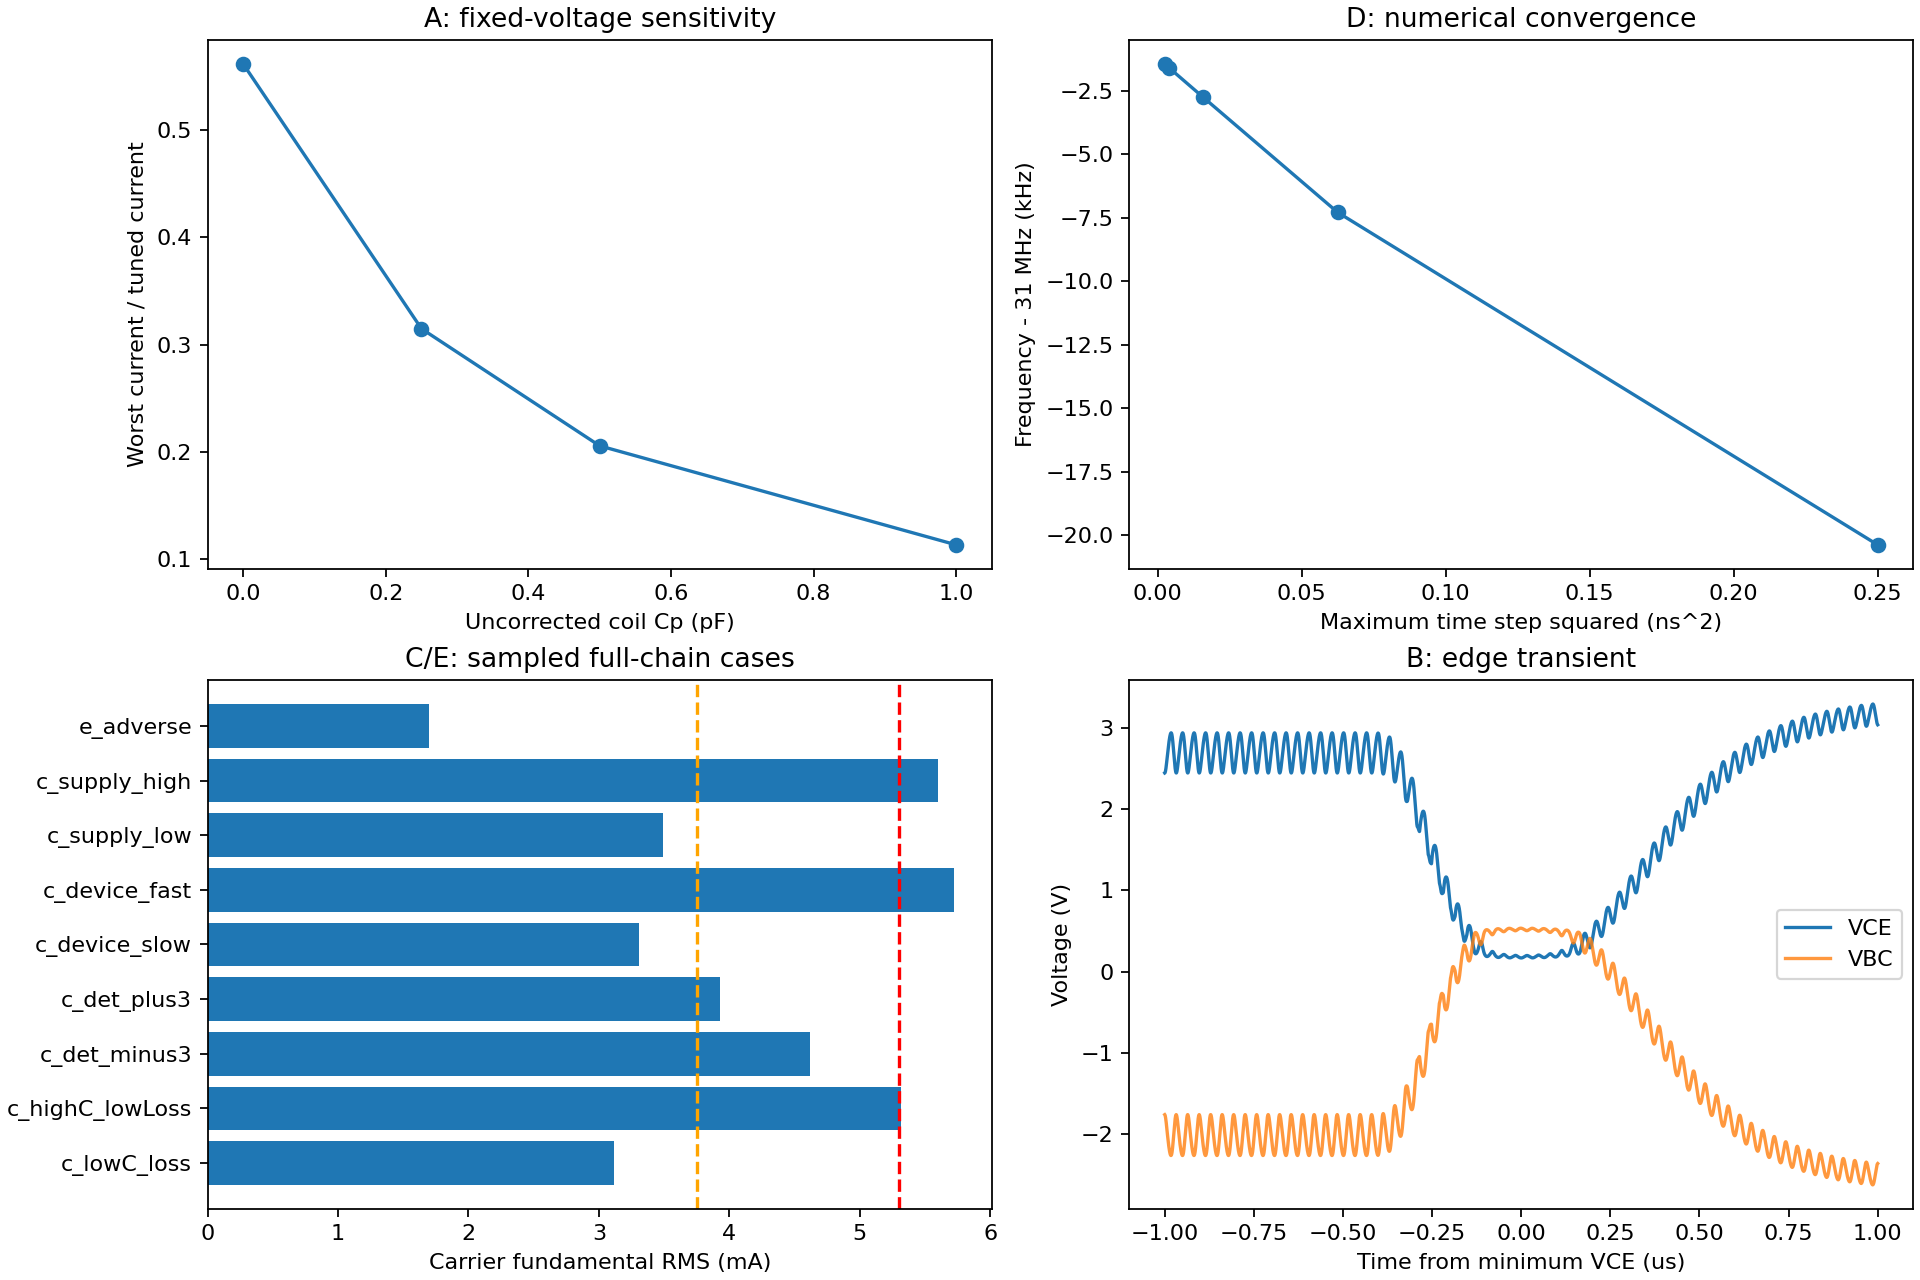 A: fixed-voltage sensitivity
Worst current / tuned current
0.5
0.4
0.3
0.2
0.1
0.0 0.2 0.4 0.6 0.8 1.0
Uncorrected coil Cp (pF)
D: numerical convergence
Frequency - 31 MHz (kHz)
−2.5
−5.0
−7.5
−10.0
−12.5
−15.0
−17.5
−20.0
0.00 0.05 0.10 0.15 0.20 0.25
Maximum time step squared (ns^2)
C/E: sampled full-chain cases
e_adverse
c_supply_high
c_supply_low
c_device_fast
c_device_slow
c_det_plus3
c_det_minus3
c_highC_lowLoss
c_lowC_loss
0 1 2 3 4 5 6
Carrier fundamental RMS (mA)
B: edge transient
Voltage (V)
3
2
1
0
−1
−2
VCE
VBC
−1.00 −0.75 −0.50 −0.25 0.00 0.25 0.50 0.75 1.00
Time from minimum VCE (us)